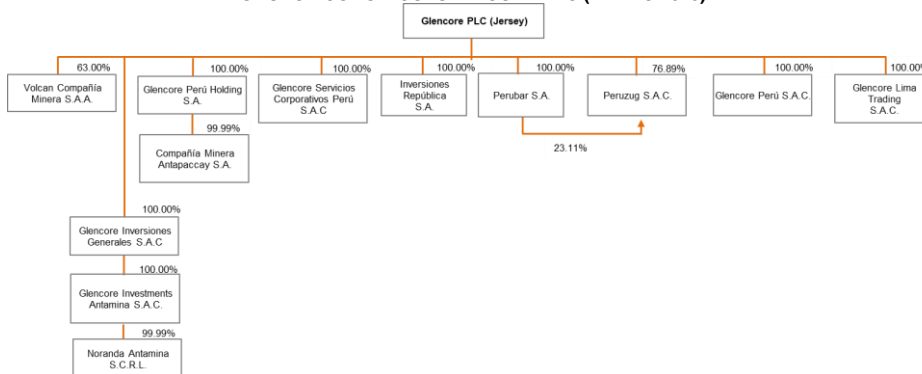 Glencore PLC (Jersey)
63.00%
100.00%
100.00%
100.00%
100.00%
76.89%
100.00%
100.00%
Volcan Compañía
Minera S.A.A.
Glencore Perú Holding
S.A.
Glencore Servicios
Corporativos Perú
S.A.C
Inversiones
República
S.A.
Perubar S.A.
Peruzug S.A.C.
Glencore Perú S.A.C.
Glencore Lima
Trading
S.A.C.
99.99%
23.11%
Compañía Minera
Antapaccay S.A.
100.00%
Glencore Inversiones
Generales S.A.C
100.00%
Glencore Investments
Antamina S.A.C.
99.99%
Noranda Antamina
S.C.R.L.